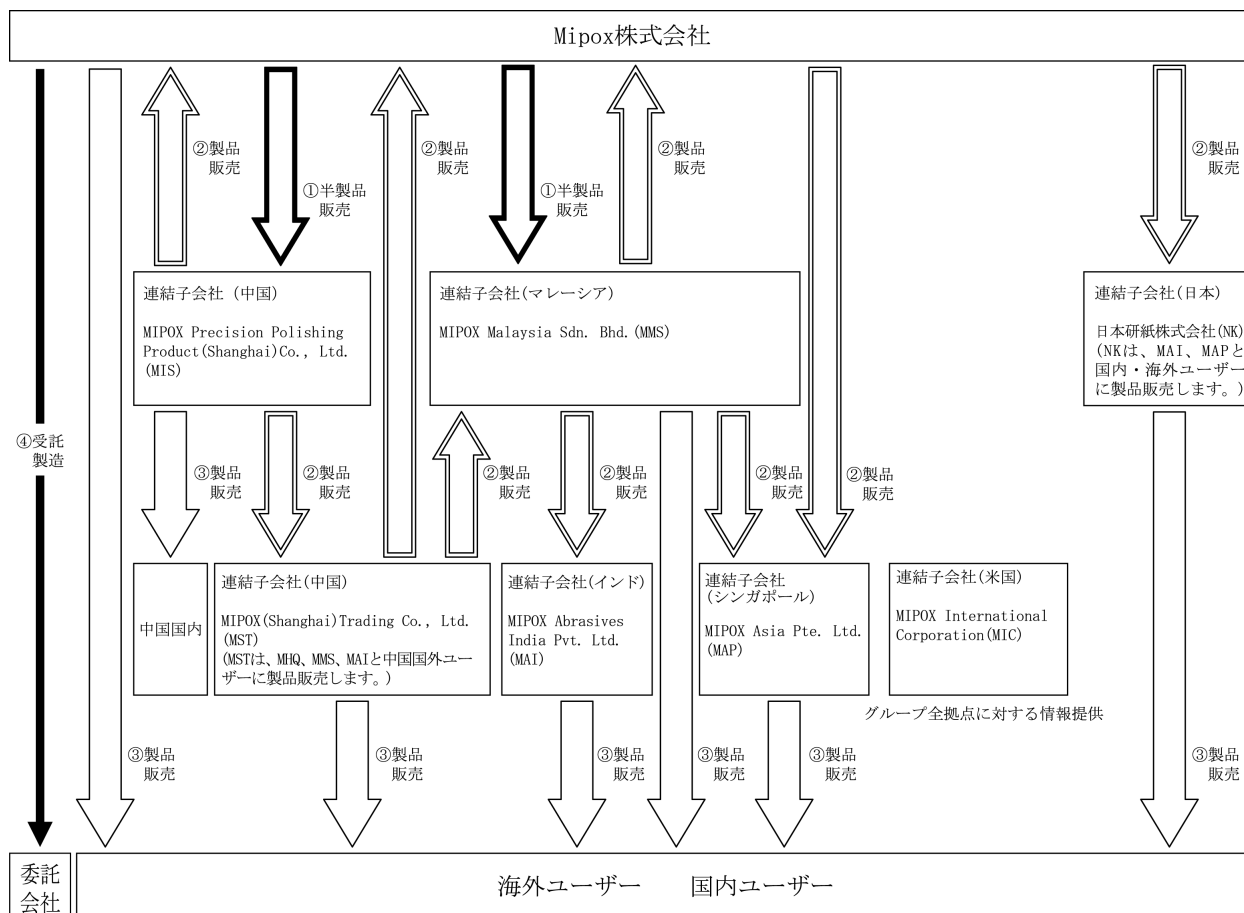 Mipox株式会社
②製品
販売
①半製品
販売
②製品
販売
①半製品
販売
②製品
販売
②製品
販売
連結子会社（中国）
MIPOX Precision Polishing
Product(Shanghai)Co., Ltd.
(MIS)
連結子会社(マレーシア)
MIPOX Malaysia Sdn. Bhd.(MMS)
連結子会社(日本)
日本研紙株式会社(NK)
(NKは、MAI、MAPと
国内・海外ユーザー
に製品販売します。)
④受託
製造
③製品
販売
②製品
販売
②製品
販売
②製品
販売
②製品
販売
②製品
販売
中国国内
連結子会社(中国)
MIPOX(Shanghai)Trading Co., Ltd.
(MST)
(MSTは、MHQ、MMS、MAIと中国国外ユー
ザーに製品販売します。)
連結子会社(インド)
MIPOX Abrasives
India Pvt. Ltd.
(MAI)
連結子会社
(シンガポール)
MIPOX Asia Pte. Ltd.
(MAP)
連結子会社(米国)
MIPOX International
Corporation(MIC)
グループ全拠点に対する情報提供
③製品
販売
③製品
販売
③製品
販売
③製品
販売
③製品
販売
③製品
販売
委託
会社
海外ユーザー 国内ユーザー